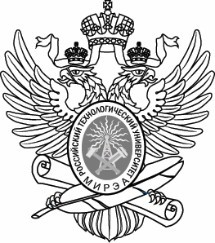 РОССИЙСКИЙ ТЕХНОЛОГИЧЕСКИЙ УНИВЕРСИТЕТ
МИРЭА